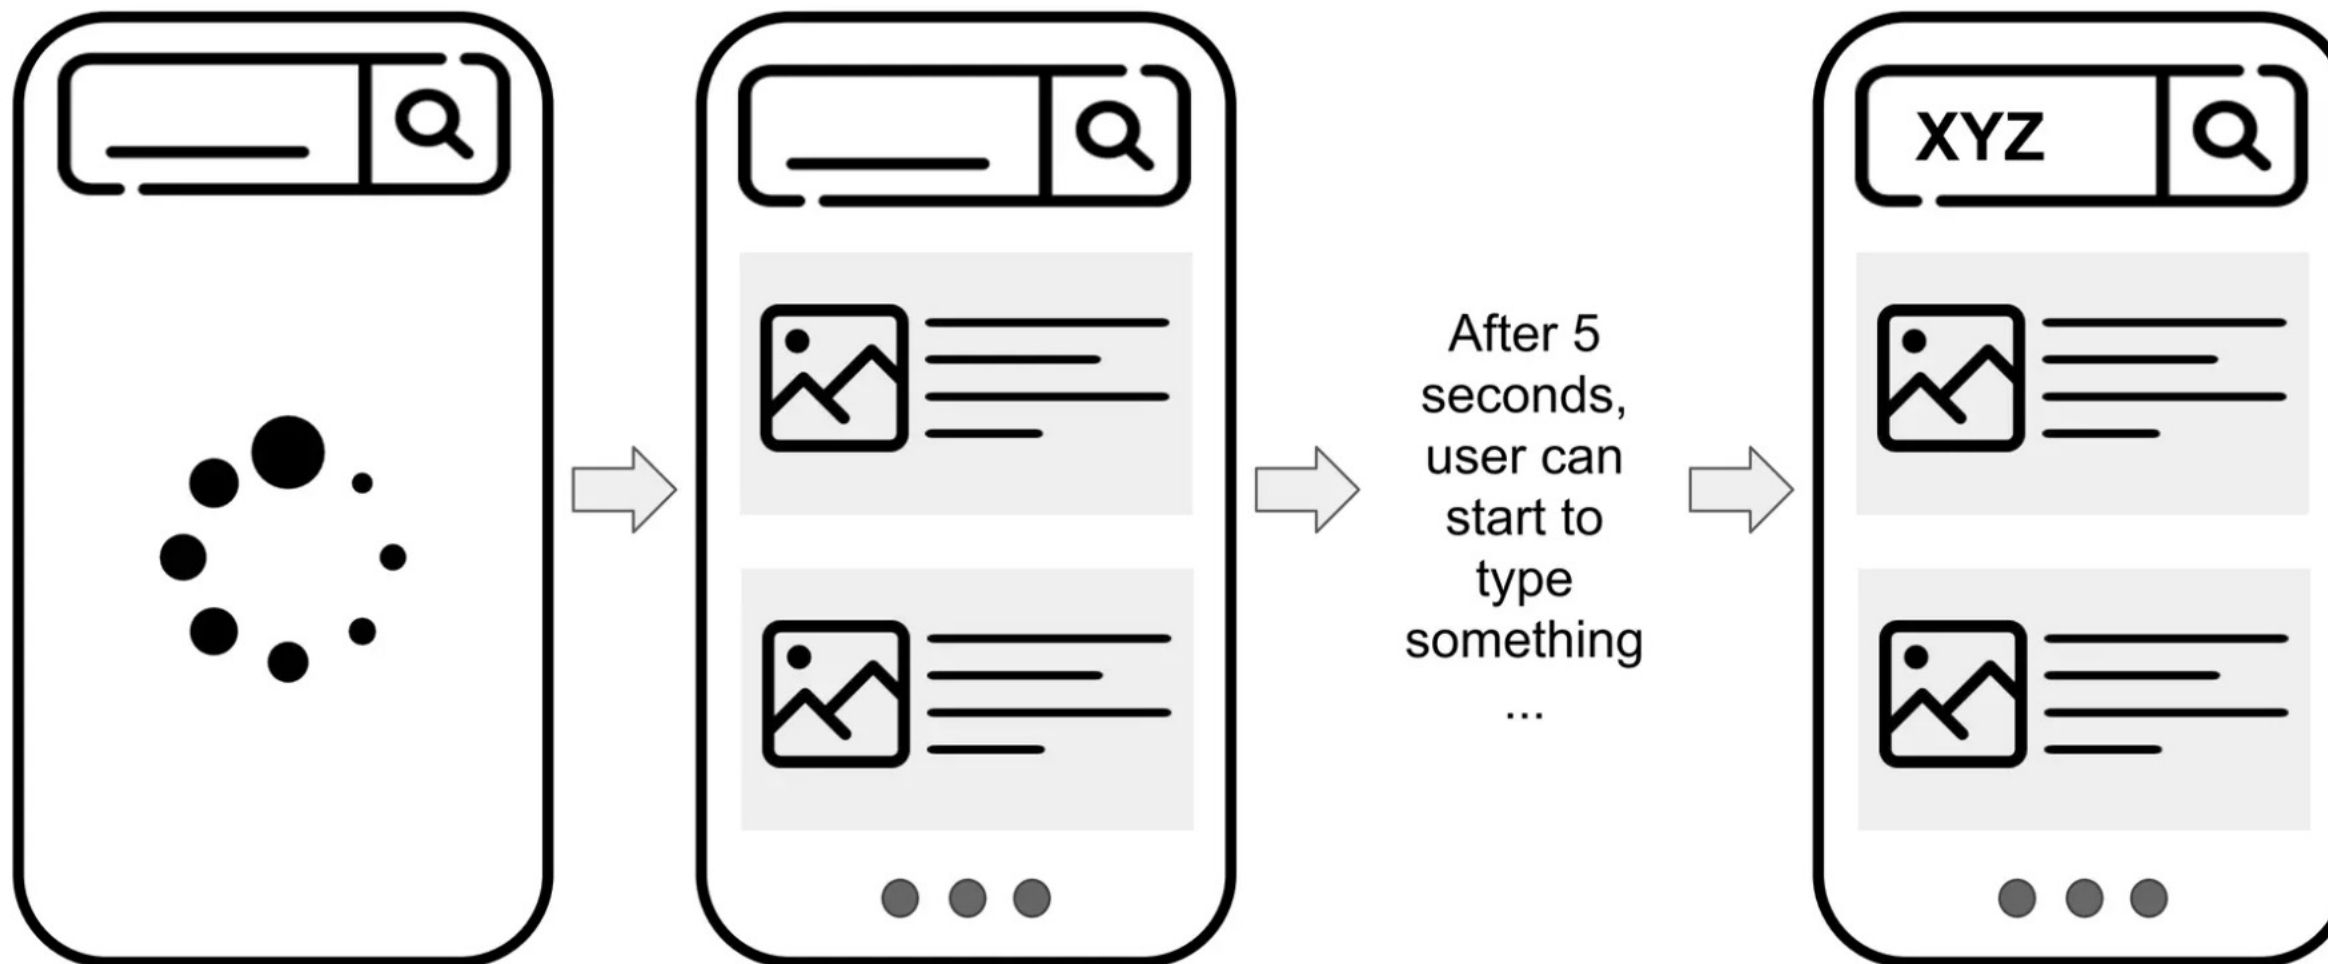 After 5
seconds,
user can
start to
type
something
...
XYZ